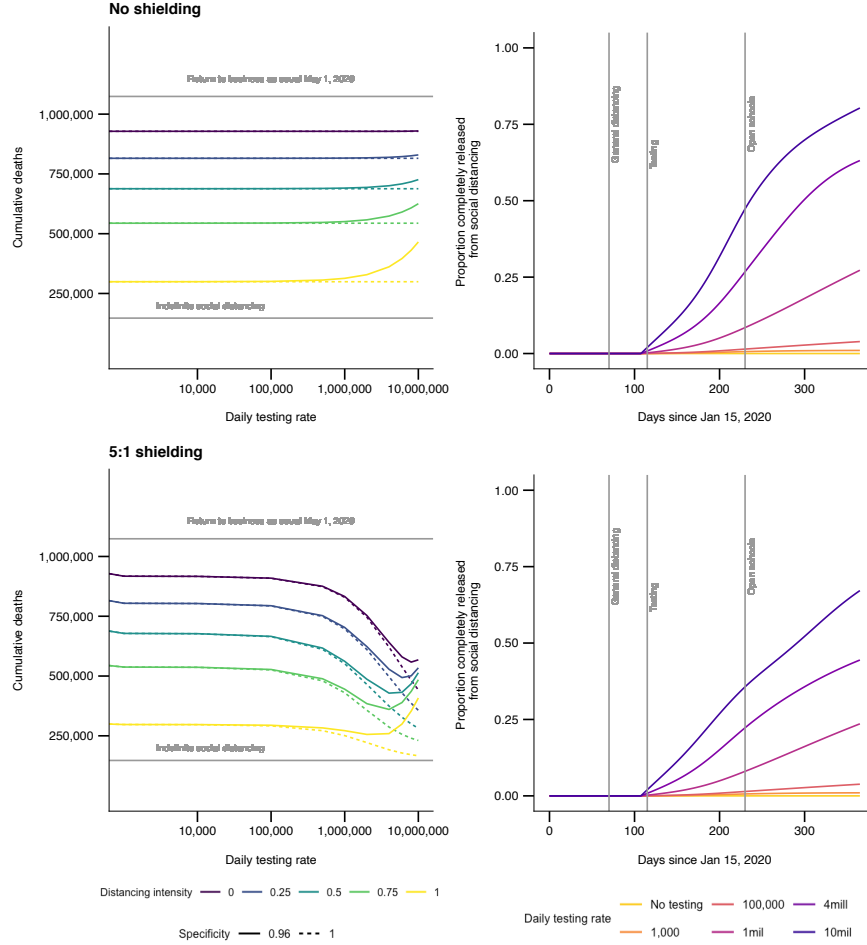 No shielding
Return to business as usual May 1, 2020
1,000,000
750,000
500,000
250,000
Cumulative deaths
Indefinite social distancing
10,000 100,000 1,000,000 10,000,000
Daily testing rate
1.00
0.75
0.50
0.25
0.00
Proportion completely released
from social distancing
General distancing
Testing
Open schools
0 100 200 300
Days since Jan 15, 2020
5:1 shielding
Return to business as usual May 1, 2020
1,000,000
750,000
500,000
250,000
Cumulative deaths
Indefinite social distancing
10,000 100,000 1,000,000 10,000,000
Daily testing rate
1.00
0.75
0.50
0.25
0.00
Proportion completely released
from social distancing
General distancing
Testing
Open schools
0 100 200 300
Days since Jan 15, 2020
Distancing intensity 0 0.25 0.5 0.75 1
Specificity 0.96 1
Daily testing rate
No testing 100,000 4mill
1,000 1mil 10mil